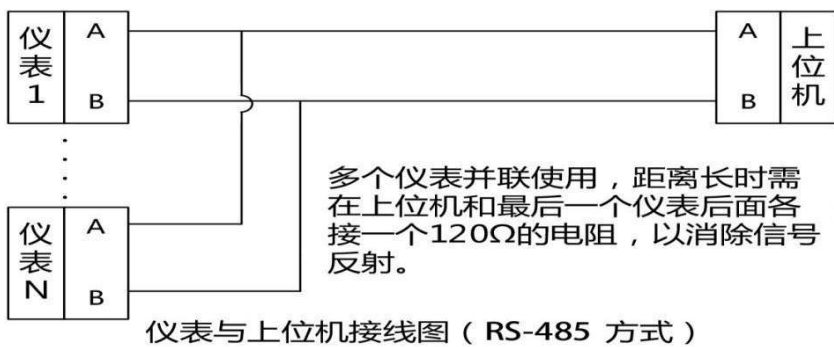 仪表1
A
B
A
B
上位机
多个仪表并联使用，距离长时需
在上位机和最后一个仪表后面各
接一个120Ω的电阻，以消除信号
反射。
仪表N
A
B
仪表与上位机接线图（RS-485 方式）